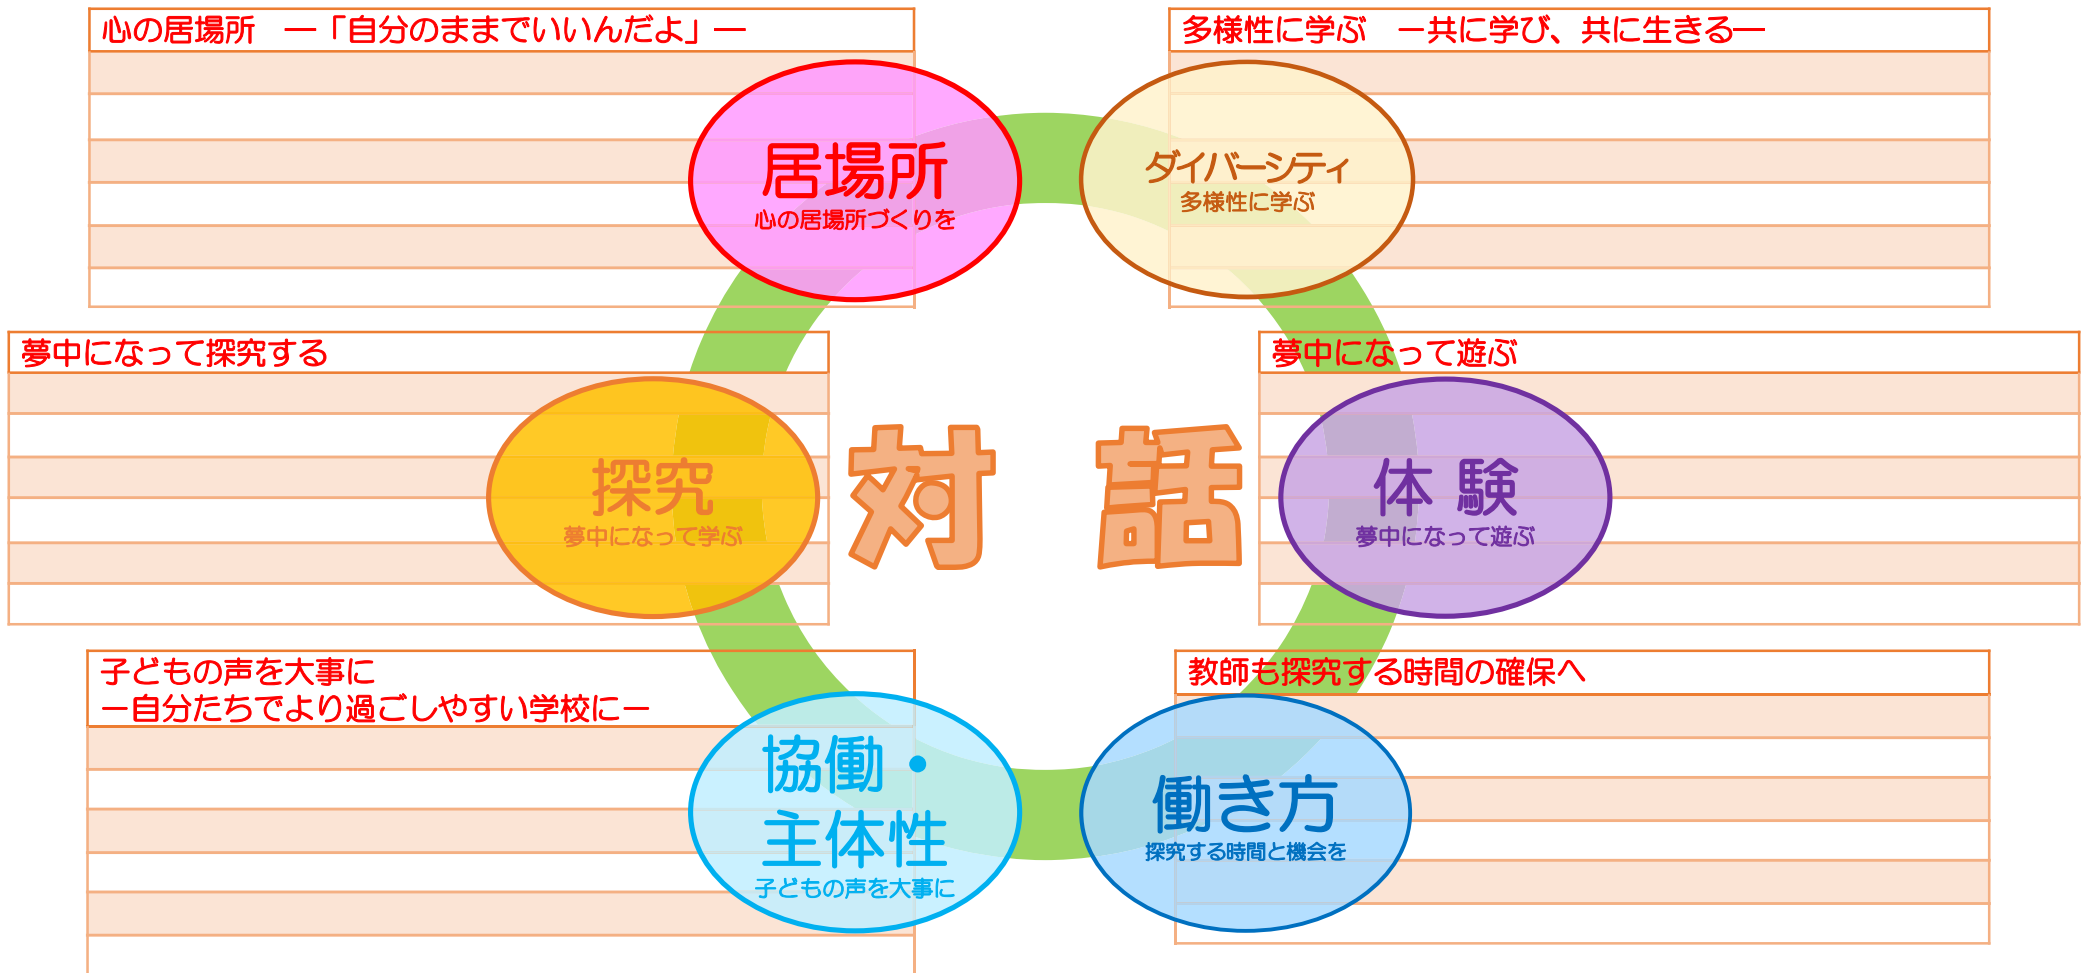 心の居場所　―「自分のままでいいんだよ」―
多様性に学ぶ　－共に学び、共に生きる―
居場所
心の居場所づくりを
ダイバーシティ
多様性に学ぶ
夢中になって探究する
夢中になって遊ぶ
探究
夢中になって学ぶ
対　話
体 験
夢中になって遊ぶ
子どもの声を大事に
－自分たちでより過ごしやすい学校に－
教師も探究する時間の確保へ
協働・
主体性
子どもの声を大事に
働き方
探究する時間と機会を